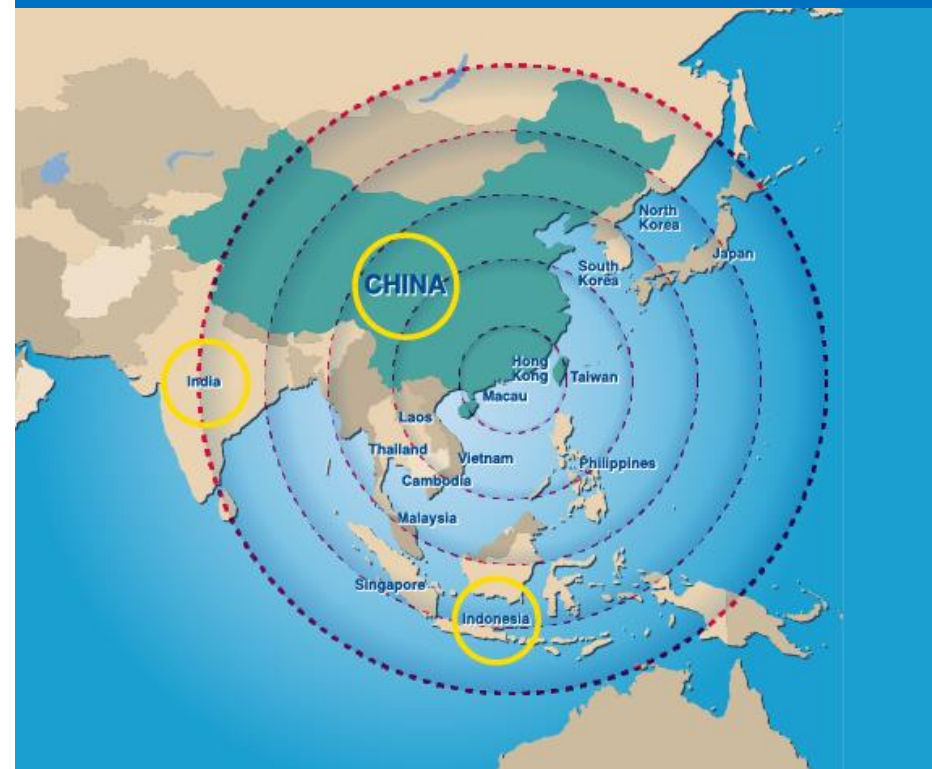 North
Korea
Japan
South
Korea
CHINA
Hong
Kong
Taiwan
India
Macau
Laos
Thailand
Vietnam
Philippines
Cambodia
Malaysia
Singapore
Indonesia